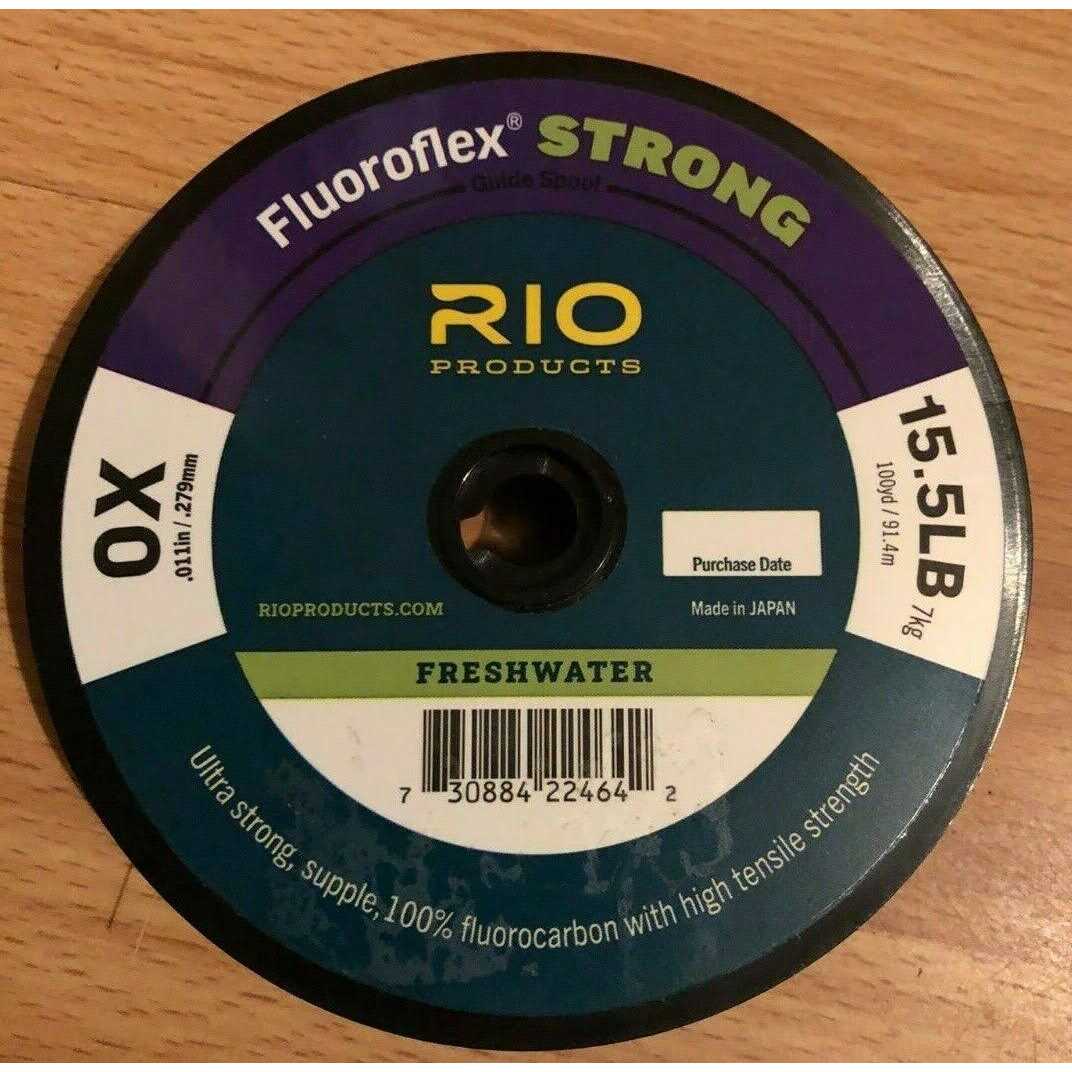 Fluoroflex® STRONG
Guide Spool
RIO
PRODUCTS
0X
.011in / .279mm
15.5LB 7kg
100yd / 91.4m
Purchase Date
RIOPRODUCTS.COM
Made in JAPAN
FRESHWATER
7 30884 22464 2
Ultra strong, supple, 100% fluorocarbon with high tensile strength